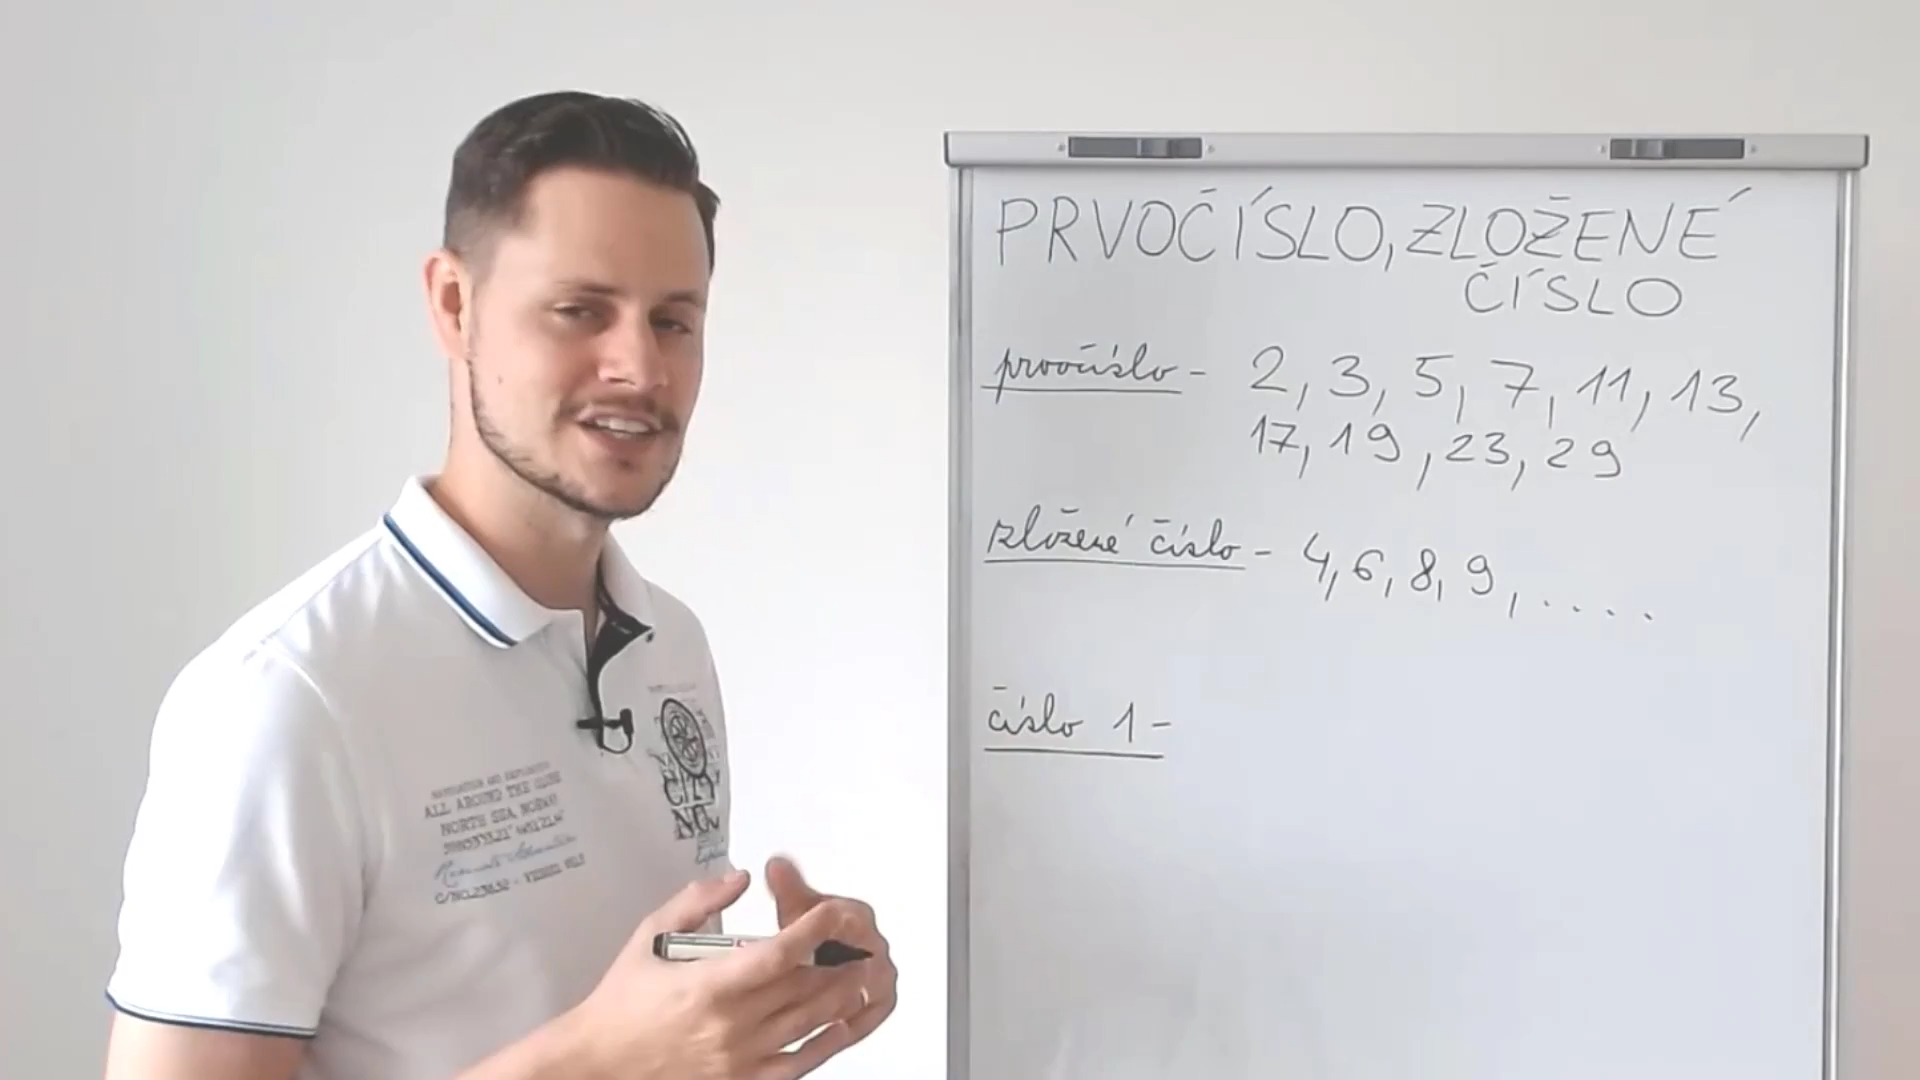 PRVOČÍSLO, ZLOŽENÉ
ČÍSLO
prvočíslo - 2, 3, 5, 7, 11, 13,
17, 19, 23, 29
zložené číslo - 4, 6, 8, 9, ....
číslo 1 -
ALL AROUND THE GLOBE
NORTH SEA, NORWAY